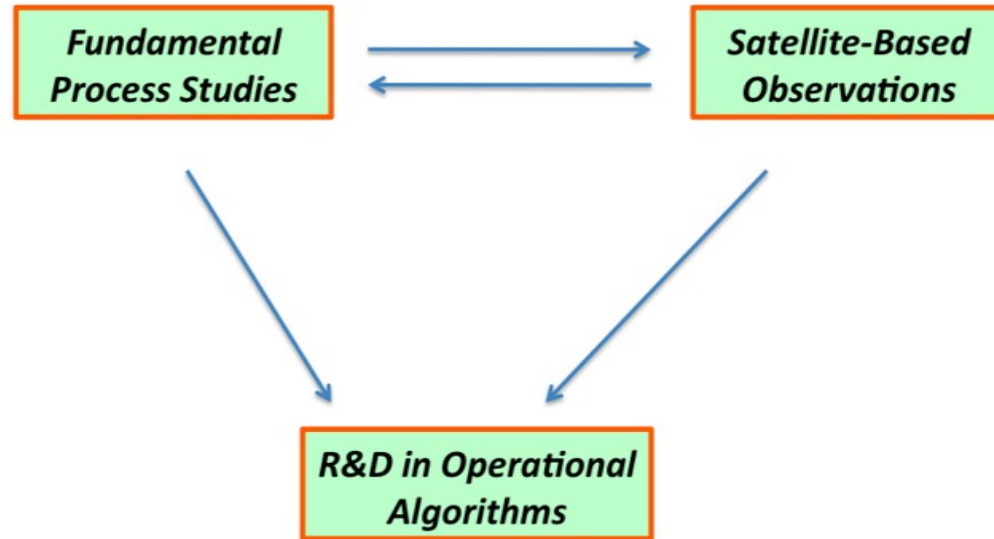 Fundamental
Process Studies
Satellite-Based
Observations
R&D in Operational
Algorithms